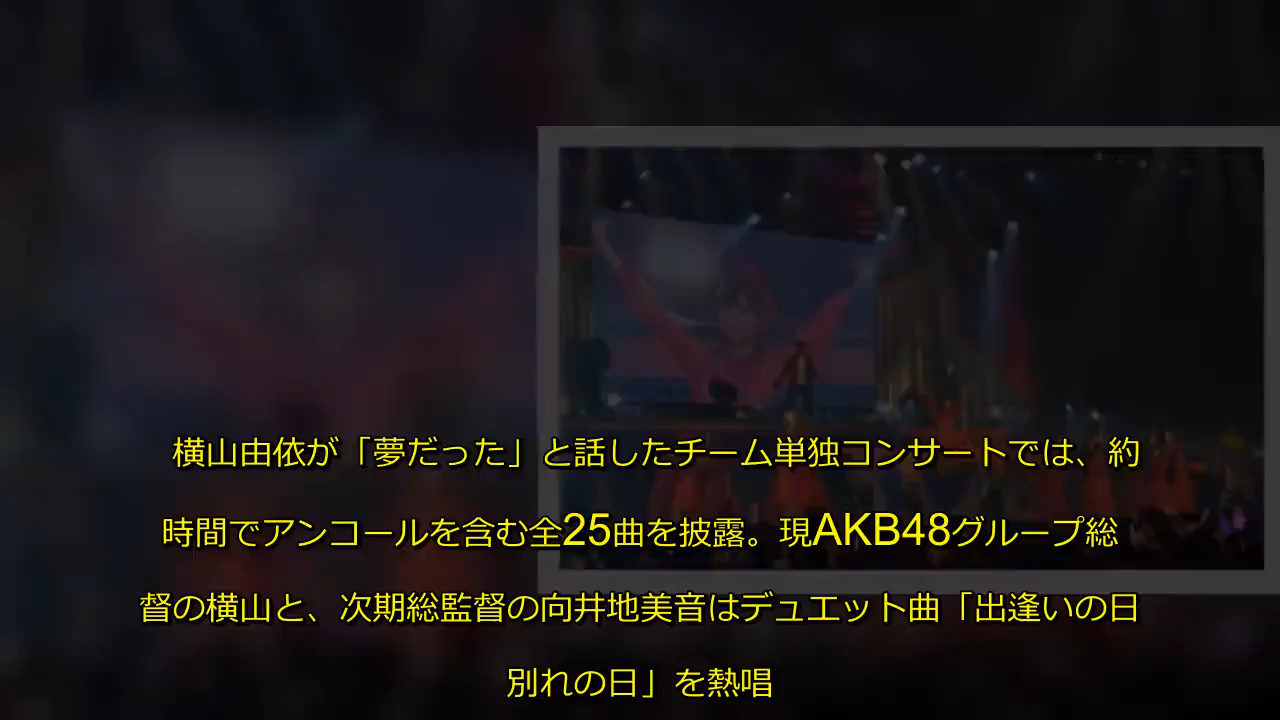 横山由依が「夢だった」と話したチーム単独コンサートでは、約
時間でアンコールを含む全25曲を披露。現AKB48グループ総
督の横山と、次期総監督の向井地美音はデュエット曲「出逢いの日
別れの日」を熱唱